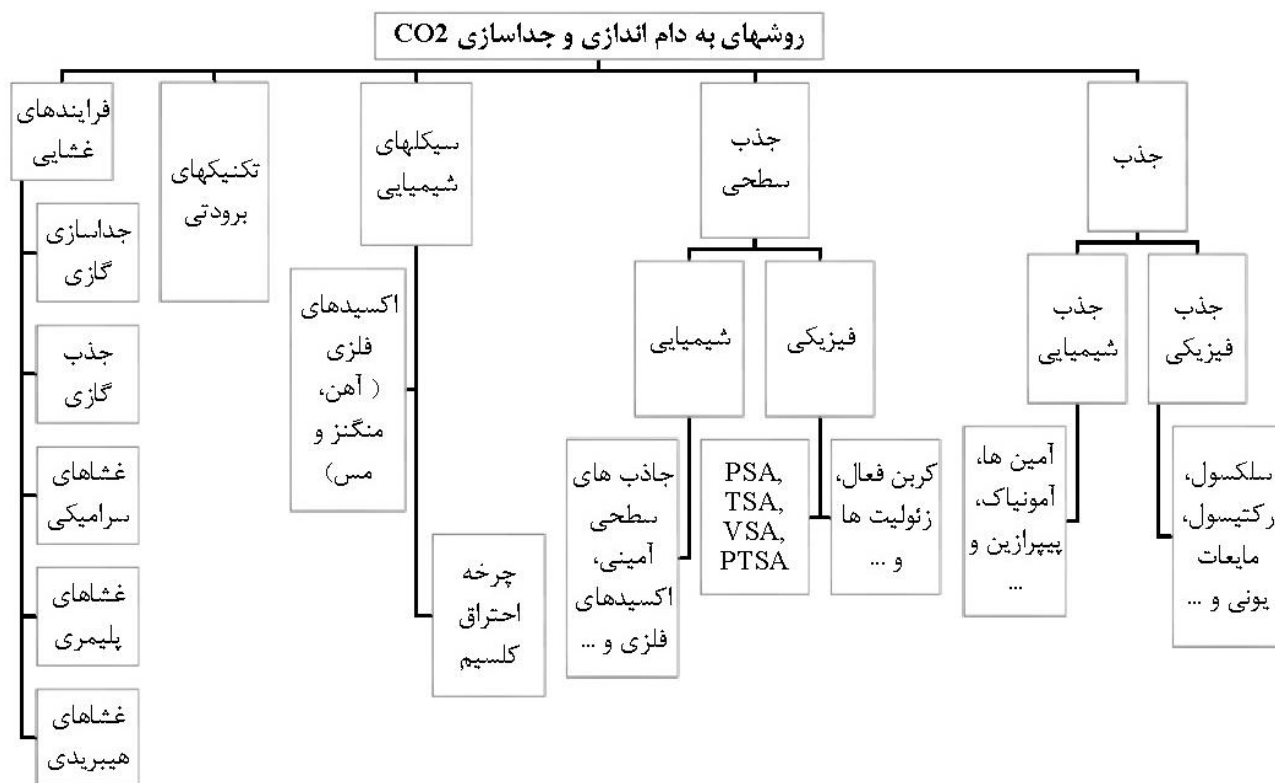 روشهای به دام اندازی و جداسازی CO2
جذب
جذب
فیزیکی
سلکسول،
رکتیسول،
مایعات
یونی و ...
جذب
شیمیایی
آمین ها،
آمونیاک،
پیپرازین و
...
جذب
سطحی
فیزیکی
کربن فعال،
زئولیت ها
و ...
PSA,
TSA,
VSA,
PTSA
شیمیایی
جاذب های
سطحی
آمینی،
اکسیدهای
فلزی و ...
سیکلهای
شیمیایی
اکسیدهای
فلزی
( آهن،
منگنز و
مس)
چرخه
احتراق
کلسیم
تکنیکهای
برودتی
فرایندهای
غشایی
جداسازی
گازی
جذب
گازی
غشاهای
سرامیکی
غشاهای
پلیمری
غشاهای
هیبریدی